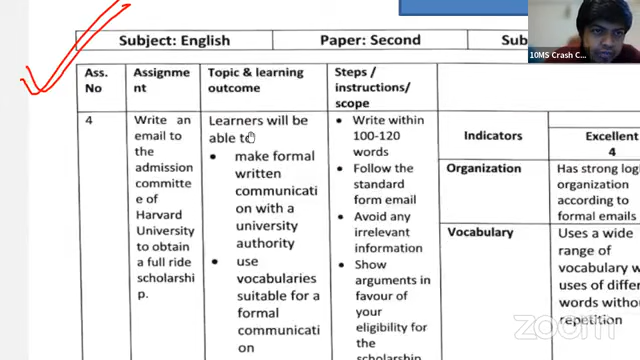 Subject: English
Paper: Second
10MS Crash C...
Ass.
No
Assignme
nt
Topic & learning
outcome
Steps /
instructions/
scope
4
Write an
email to
the
admission
committe
e of
Harvard
University
to obtain
a full ride
scholarshi
p.
Learners will be
able to
• make formal
written
communicati
on with a
university
authority
• use
vocabularies
suitable for a
formal
communicati
on
• Write within
100-120
words
• Follow the
standard
form email
• Avoid any
irrelevant
information
• Show
arguments in
favour of
your
eligibility for
the
scholarship
Indicators
Excellent
4
Organization
Has strong logi
organization
according to
formal emails
Vocabulary
Uses a wide
range of
vocabulary w
uses of differ
words withou
repetition
zoom